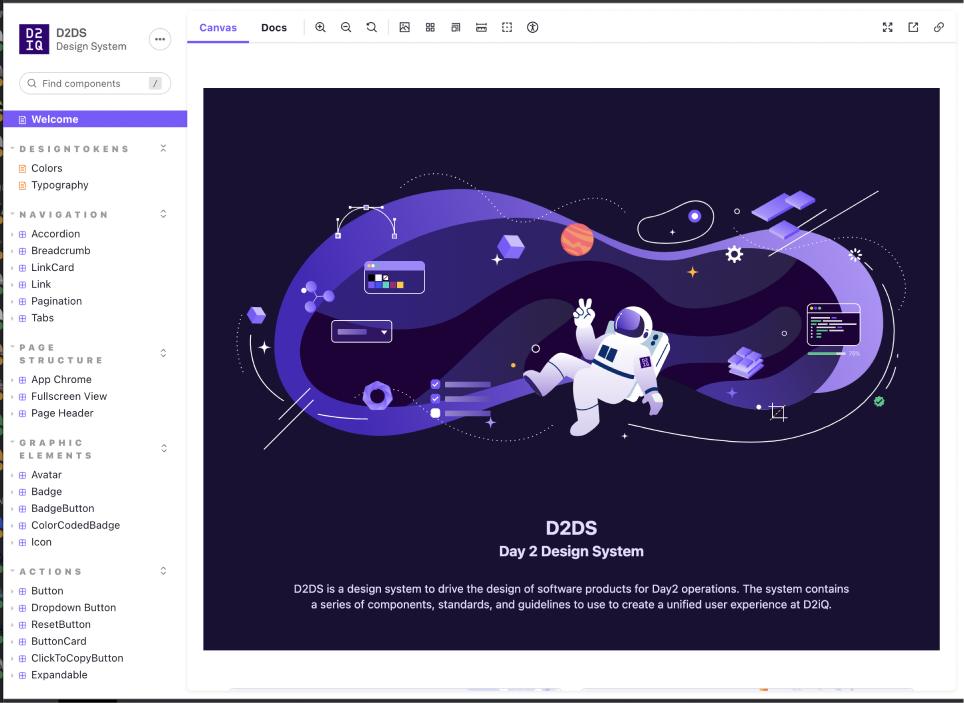 D2
IQ
D2DS
Design System
Find components
/
Welcome
DESIGNTOKENS
Colors
Typography
NAVIGATION
Accordion
Breadcrumb
LinkCard
Link
Pagination
Tabs
PAGE
STRUCTURE
App Chrome
Fullscreen View
Page Header
GRAPHIC
ELEMENTS
Avatar
Badge
BadgeButton
ColorCodedBadge
Icon
ACTIONS
Button
Dropdown Button
ResetButton
ButtonCard
ClickToCopyButton
Expandable
Canvas
Docs
D2DS
Day 2 Design System
D2DS is a design system to drive the design of software products for Day2 operations. The system contains
a series of components, standards, and guidelines to use to create a unified user experience at D2iQ.